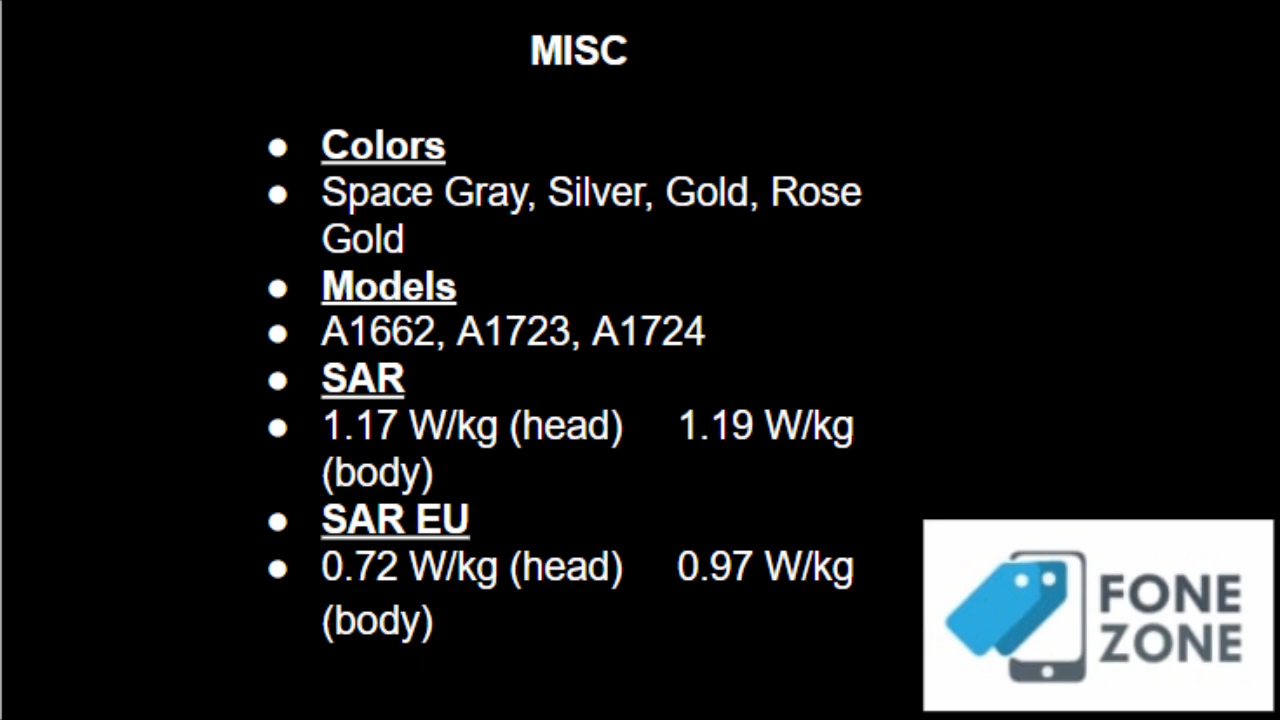 MISC
● Colors
● Space Gray, Silver, Gold, Rose
Gold
● Models
● A1662, A1723, A1724
● SAR
● 1.17 W/kg (head) 1.19 W/kg
(body)
● SAR EU
● 0.72 W/kg (head) 0.97 W/kg
(body)
FONE
ZONE